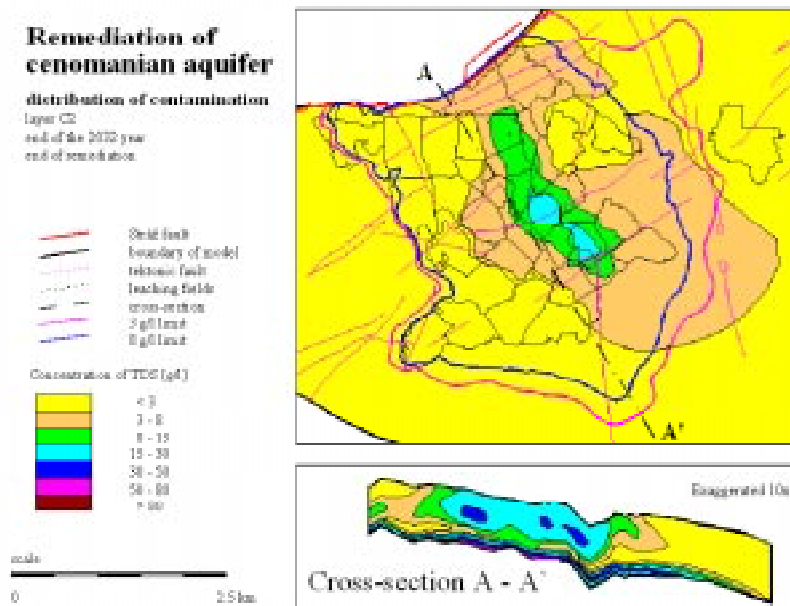 Remediation of
cenomanian aquifer
distribution of contamination
layer C2
end of the 2032 year
end of remediation
Stráž fault
boundary of model
tektonic fault
leaching fields
cross-section
3 g/l limit
8 g/l limit
Concentration of TDS [g/l]
< 3
3 - 8
8 - 15
15 - 30
30 - 50
50 - 80
> 80
scale
0
2.5 km
A
A'
Exaggerated 10x
Cross-section A - A'